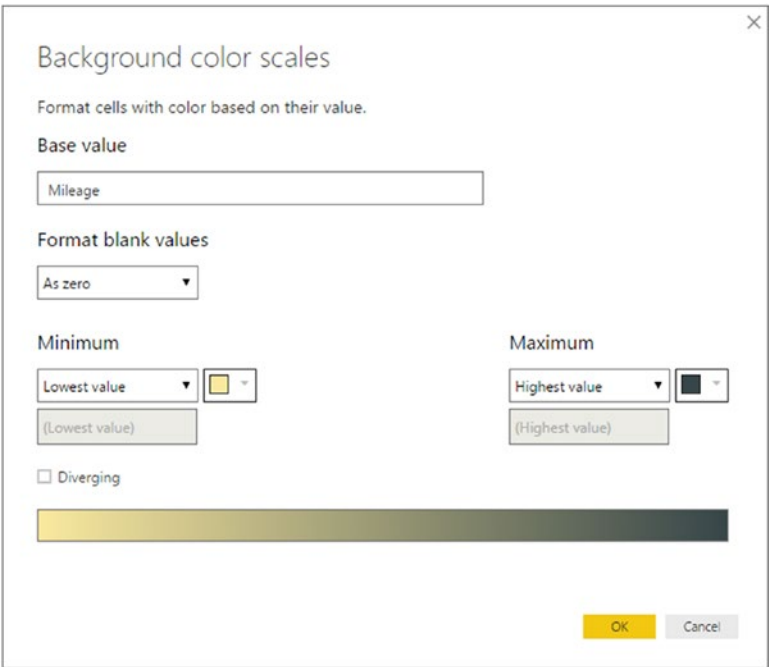 Background color scales
Format cells with color based on their value.
Base value
Mileage
Format blank values
As zero
Minimum Maximum
Lowest value Highest value
(Lowest value) (Highest value)
Diverging
OK Cancel